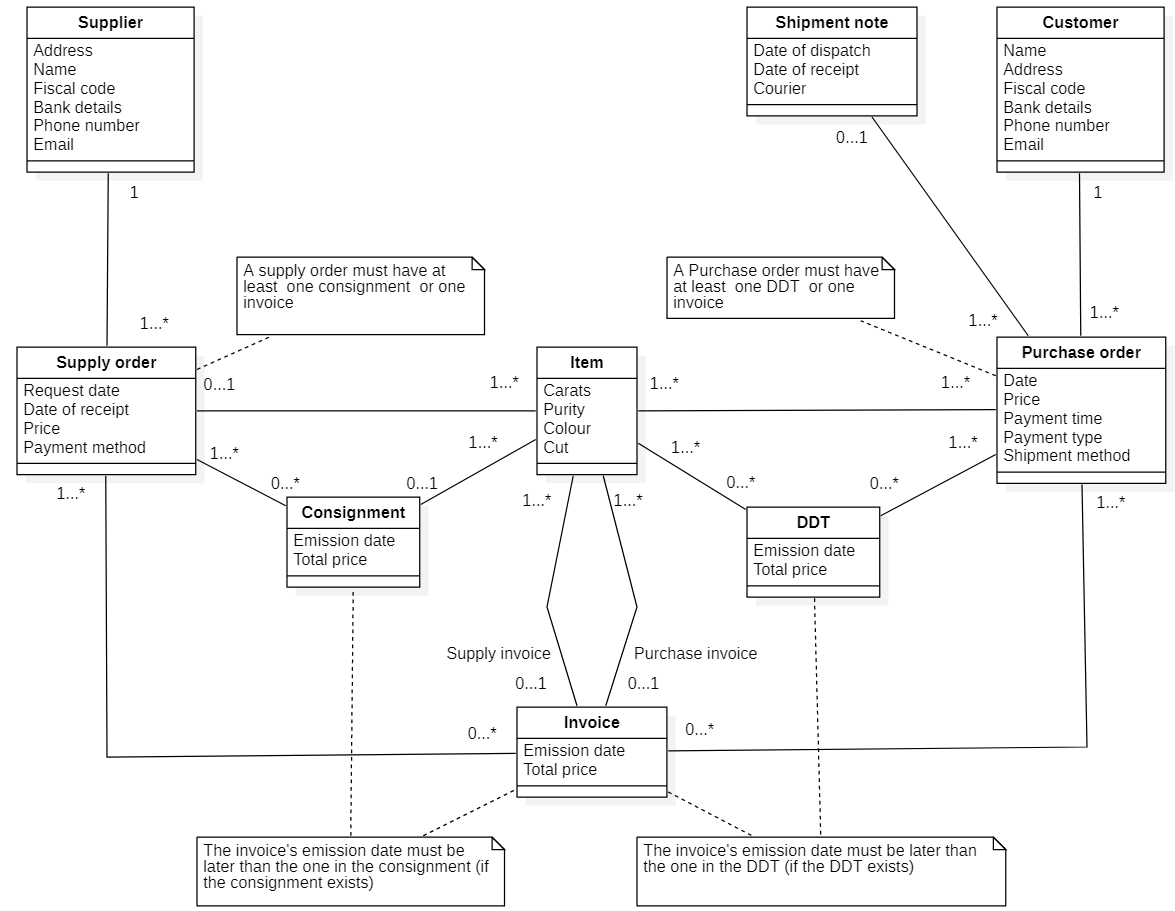 Supplier
Address
Name
Fiscal code
Bank details
Phone number
Email
Shipment note
Date of dispatch
Date of receipt
Courier
Customer
Name
Address
Fiscal code
Bank details
Phone number
Email
0...1
1
1
A supply order must have at
least one consignment or one
invoice
A Purchase order must have
at least one DDT or one
invoice
1...*
1...*
1...*
Supply order
Request date
Date of receipt
Price
Payment method
0...1
1...*
Item
Carats
Purity
Colour
Cut
1...*
1...*
Purchase order
Date
Price
Payment time
Payment type
Shipment method
1...*
1...*
1...*
1...*
1...*
0...*
0...1
1...*
1...*
0...*
0...*
1...*
Consignment
Emission date
Total price
DDT
Emission date
Total price
Supply invoice
Purchase invoice
0...1
0...1
0...*
0...*
Invoice
Emission date
Total price
The invoice's emission date must be
later than the one in the consignment (if
the consignment exists)
The invoice's emission date must be later than
the one in the DDT (if the DDT exists)